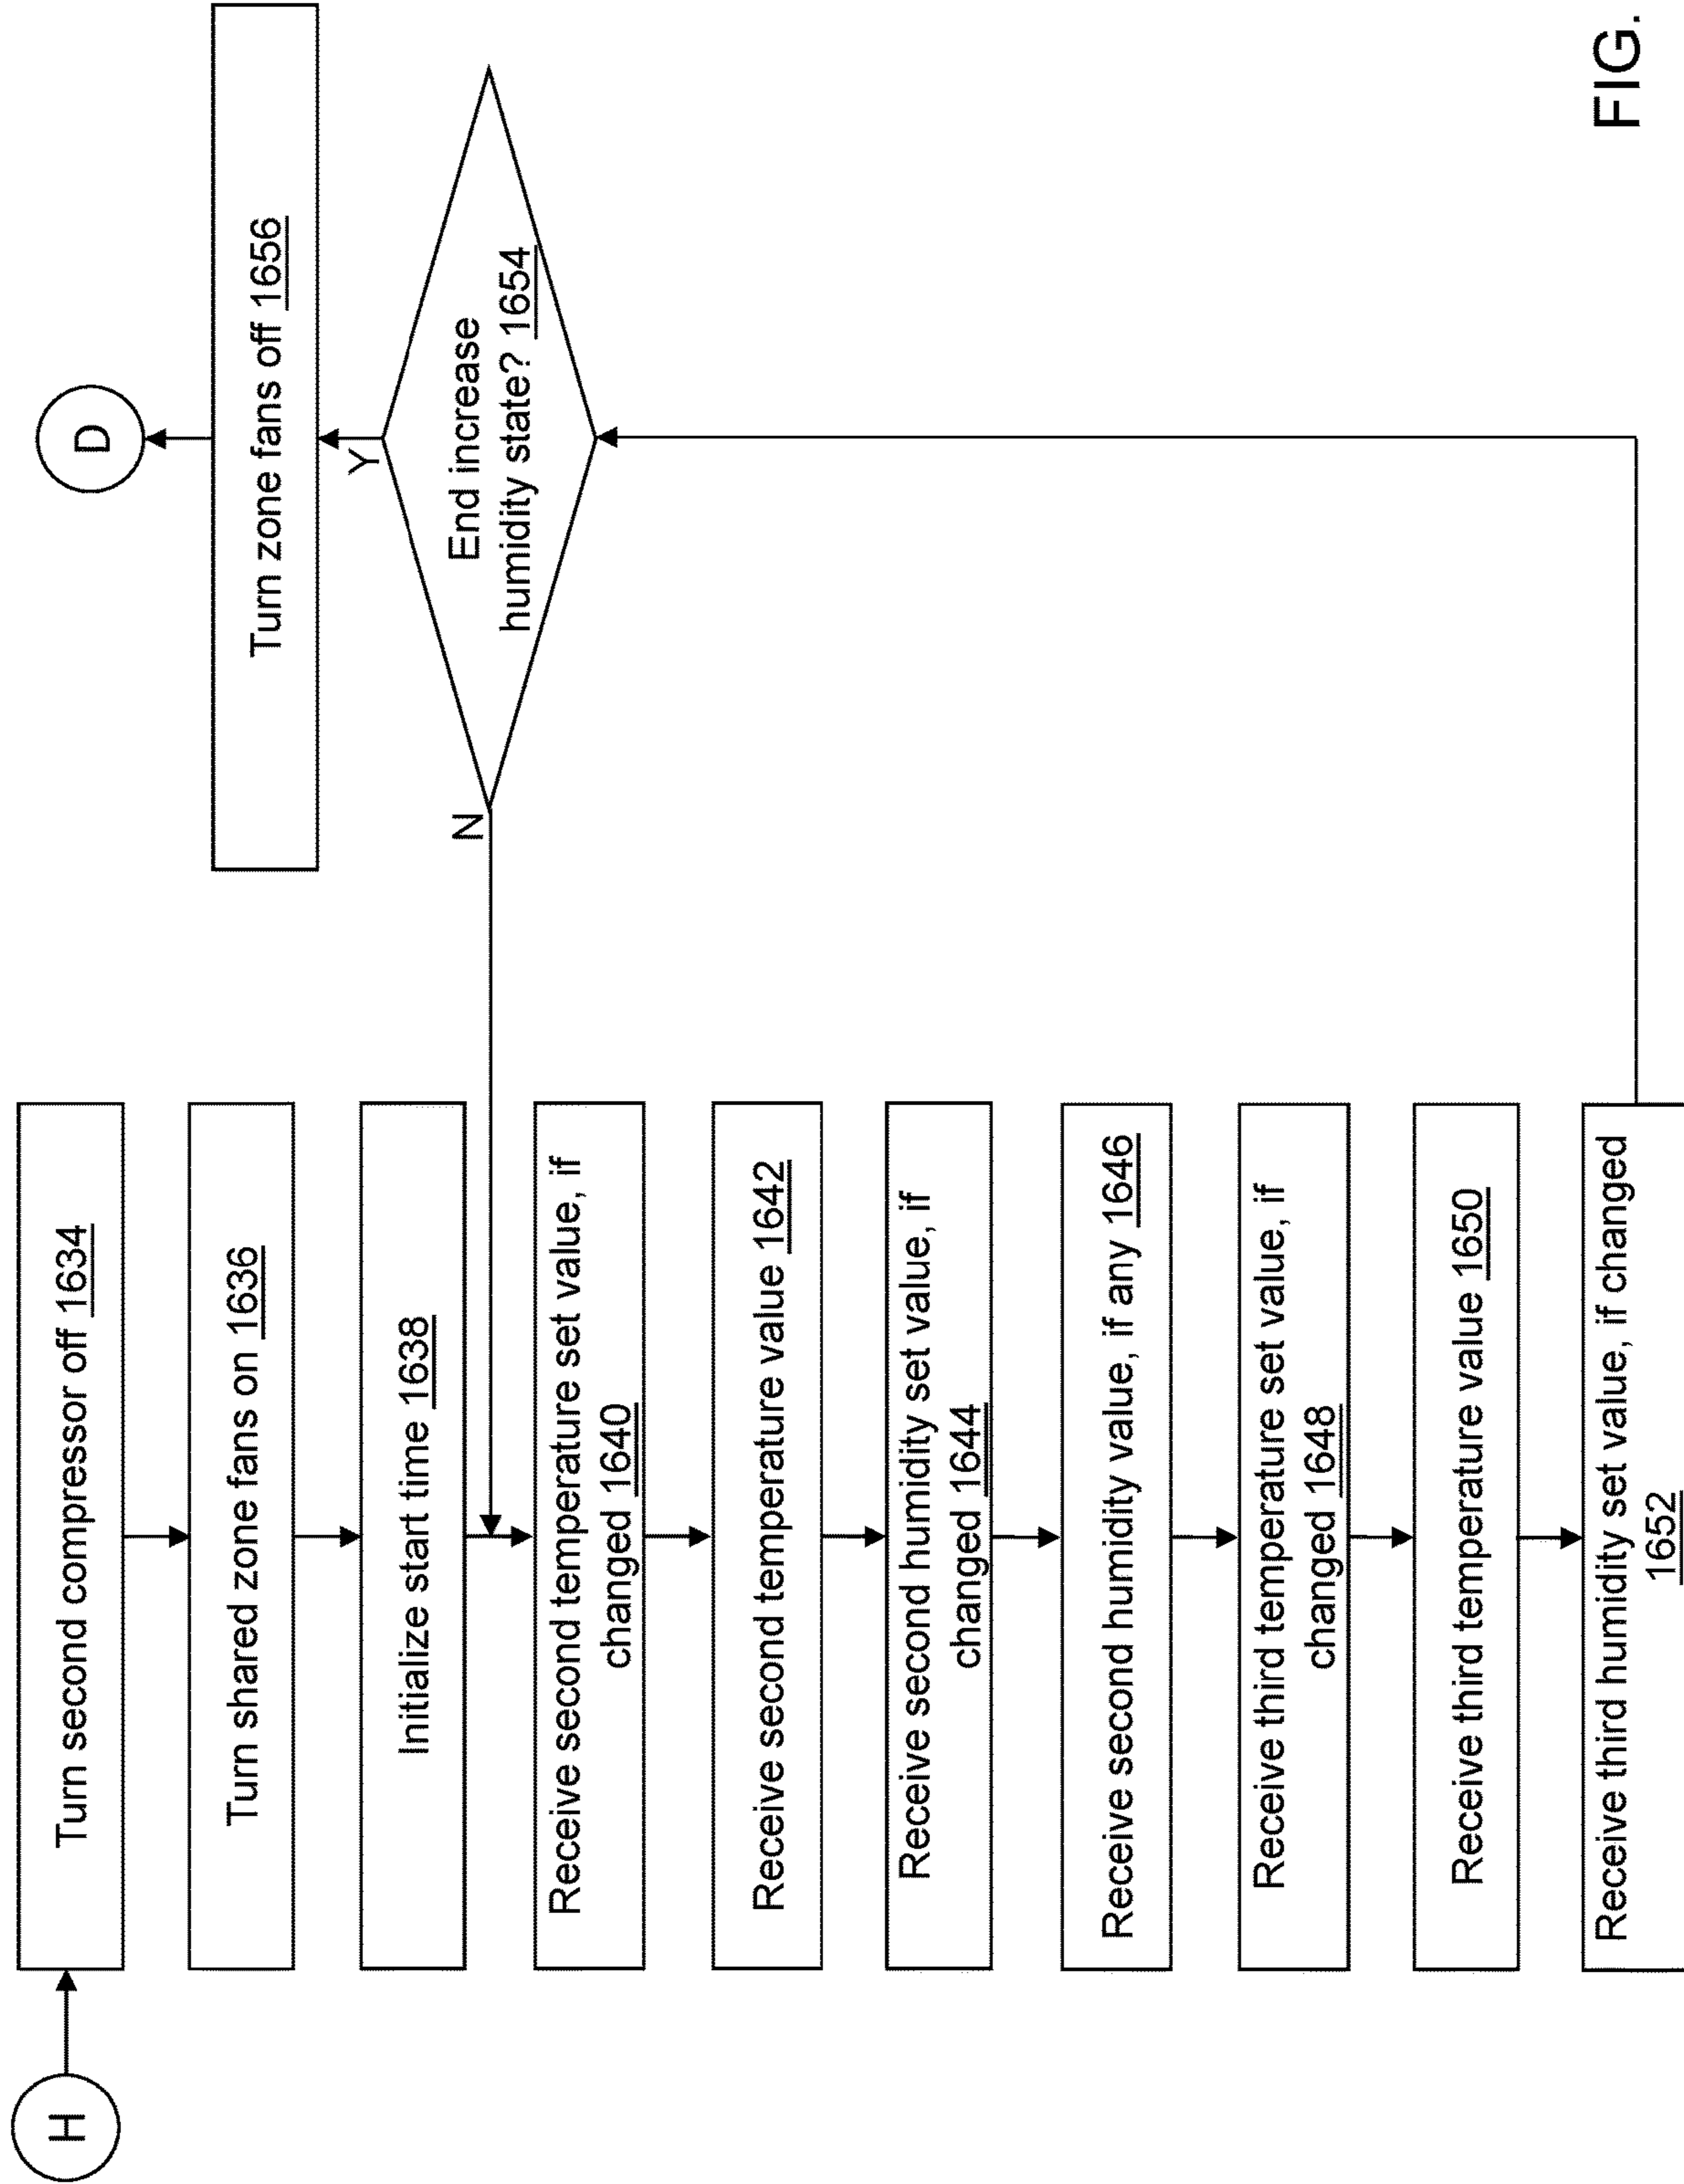 H
Turn second compressor off 1634
Turn shared zone fans on 1636
Initialize start time 1638
Receive second temperature set value, if
changed 1640
Receive second temperature value 1642
Receive second humidity set value, if
changed 1644
Receive second humidity value, if any 1646
Receive third temperature set value, if
changed 1648
Receive third temperature value 1650
Receive third humidity set value, if changed
1652
D
Turn zone fans off 1656
Y
End increase
humidity state? 1654
N
FIG.